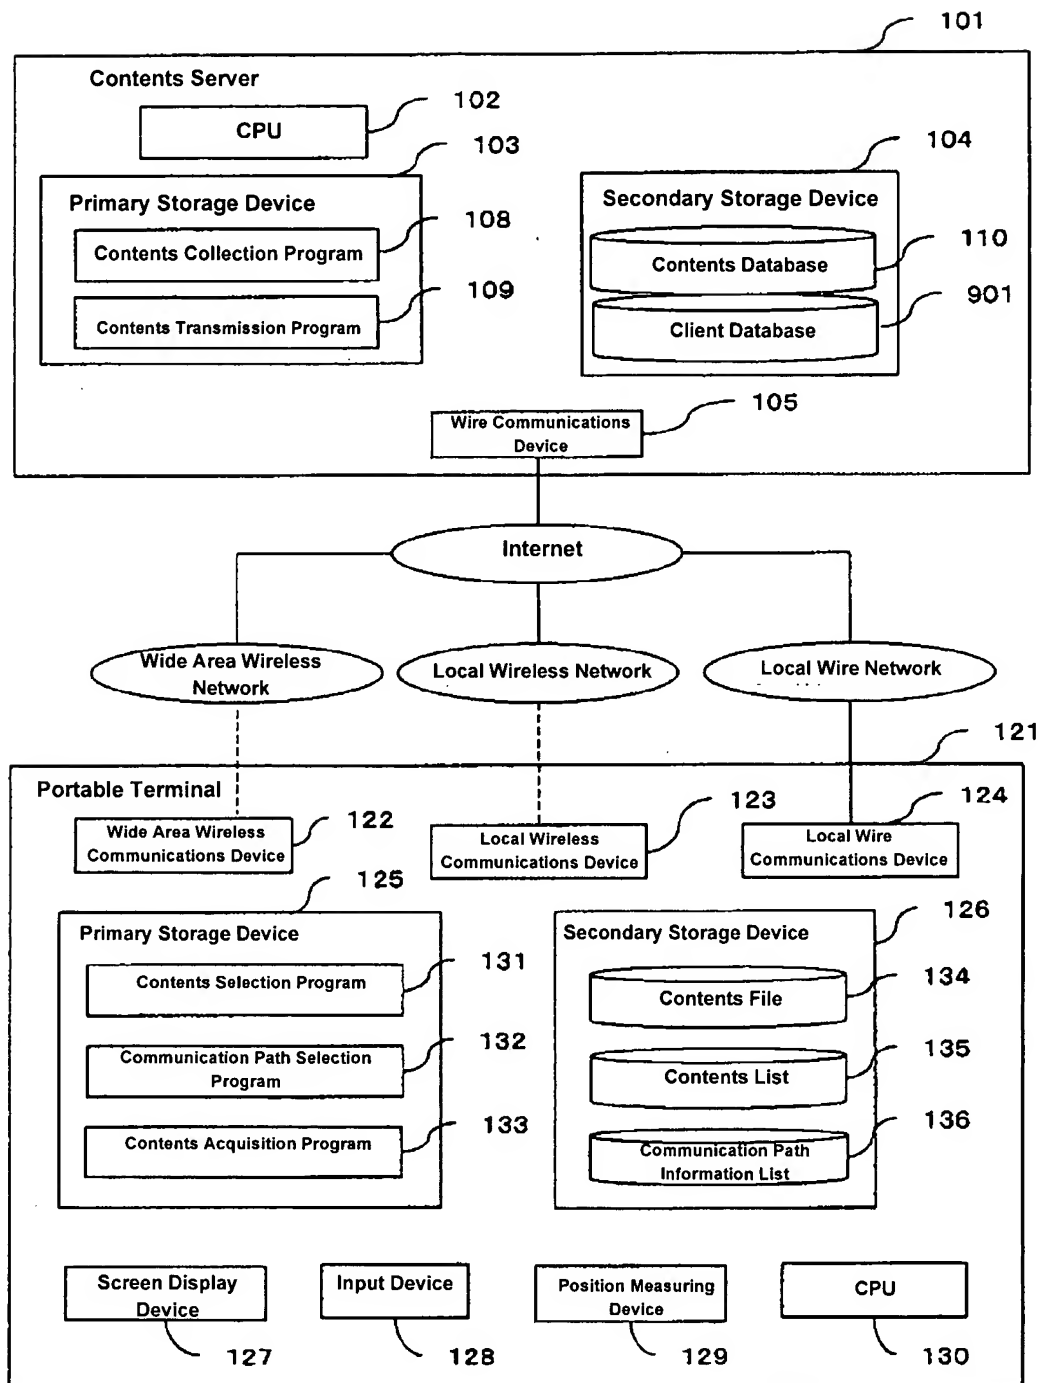 101
Contents Server
102
CPU
103
104
Primary Storage Device
Secondary Storage Device
108
Contents Collection Program
110
Contents Database
109
901
Contents Transmission Program
Client Database
105
Wire Communications
Device
Internet
Wide Area Wireless
Network
Local Wireless Network
Local Wire Network
121
Portable Terminal
122
Wide Area Wireless
Communications Device
123
Local Wireless
Communications Device
124
Local Wire
Communications Device
125
126
Primary Storage Device
Secondary Storage Device
131
Contents Selection Program
134
Contents File
132
Communication Path Selection
Program
135
Contents List
133
Contents Acquisition Program
136
Communication Path
Information List
Screen Display
Device
Input Device
Position Measuring
Device
CPU
127
128
129
130